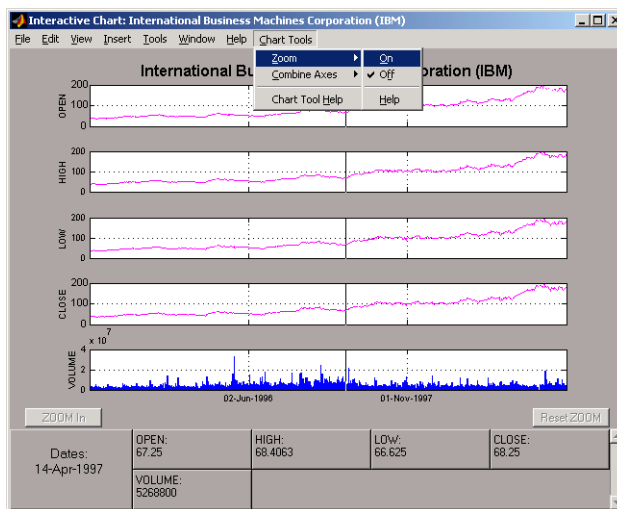 Interactive Chart: International Business Machines Corporation (IBM)
File Edit View Insert Tools Window Help Chart Tools
Zoom On
Combine Axes Off
Chart Tool Help Help
International Bu oration (IBM)
200
100
0
OPEN
200
100
0
HIGH
200
100
0
LOW
200
100
0
CLOSE
x 10 7
4
2
0
VOLUME
02-Jun-1996 01-Nov-1997
ZOOM In Reset ZOOM
Dates:
14-Apr-1997
OPEN:
67.25
HIGH:
68.4063
LOW:
66.625
CLOSE:
68.25
VOLUME:
5268800